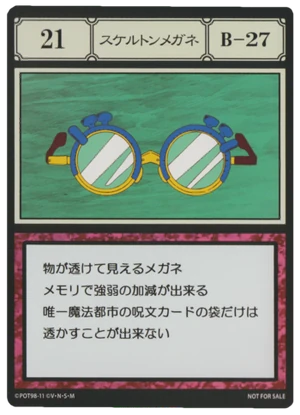 21 スケルトンメガネ B-27
物が透けて見えるメガネ
メモリで強弱の加減が出来る
唯一魔法都市の呪文カードの袋だけは
透かすことが出来ない
©POT98-11 ©V・N・S・M
NOT FOR SALE